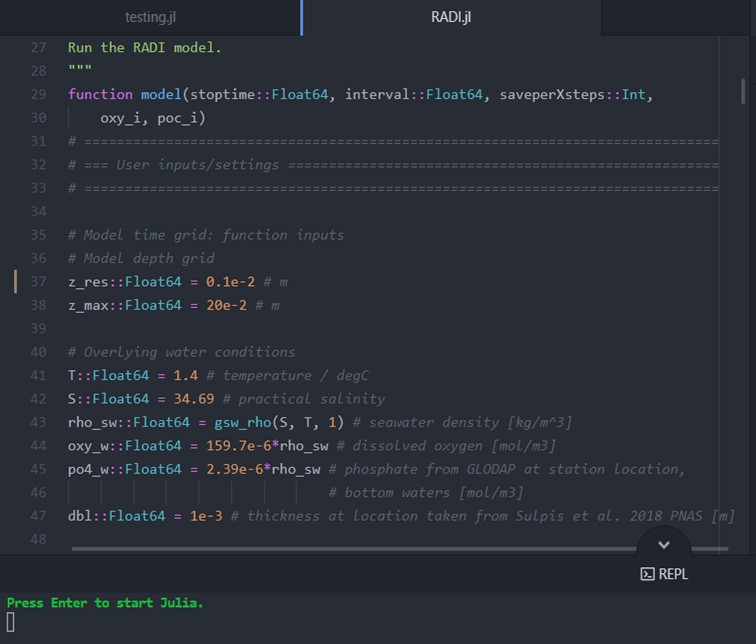 testing.jl RADI.jl
27 Run the RADI model.
28 """
29 function model(stoptime::Float64, interval::Float64, saveperXsteps::Int,
30 oxy_i, poc_i)
31 # ==============================================================================
32 # === User inputs/settings =====================================================
33 # ==============================================================================
34
35 # Model time grid: function inputs
36 # Model depth grid
37 z_res::Float64 = 0.1e-2 # m
38 z_max::Float64 = 20e-2 # m
39
40 # Overlying water conditions
41 T::Float64 = 1.4 # temperature / degC
42 S::Float64 = 34.69 # practical salinity
43 rho_sw::Float64 = gsw_rho(S, T, 1) # seawater density [kg/m^3]
44 oxy_w::Float64 = 159.7e-6*rho_sw # dissolved oxygen [mol/m3]
45 po4_w::Float64 = 2.39e-6*rho_sw # phosphate from GLODAP at station location,
46 # bottom waters [mol/m3]
47 dbl::Float64 = 1e-3 # thickness at location taken from Sulpis et al. 2018 PNAS [m]
48
REPL
Press Enter to start Julia.